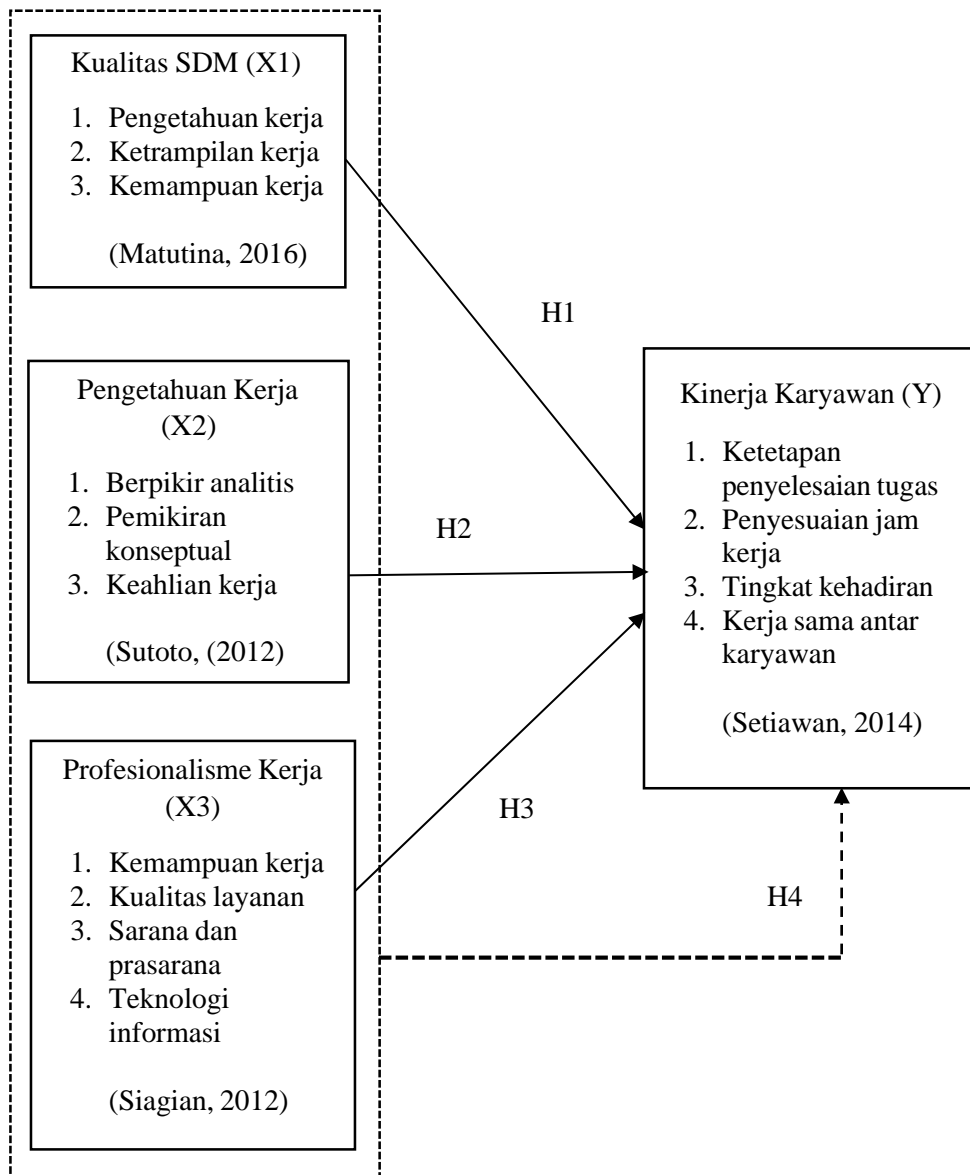 Kualitas SDM (X1)
1. Pengetahuan kerja
2. Ketrampilan kerja
3. Kemampuan kerja
(Matutina, 2016)
H1
Pengetahuan Kerja
(X2)
1. Berpikir analitis
2. Pemikiran
konseptual
3. Keahlian kerja
(Sutoto, (2012)
H2
Kinerja Karyawan (Y)
1. Ketetapan
penyelesaian tugas
2. Penyesuaian jam
kerja
3. Tingkat kehadiran
4. Kerja sama antar
karyawan
(Setiawan, 2014)
Profesionalisme Kerja
(X3)
1. Kemampuan kerja
2. Kualitas layanan
3. Sarana dan
prasarana
4. Teknologi
informasi
(Siagian, 2012)
H3
H4